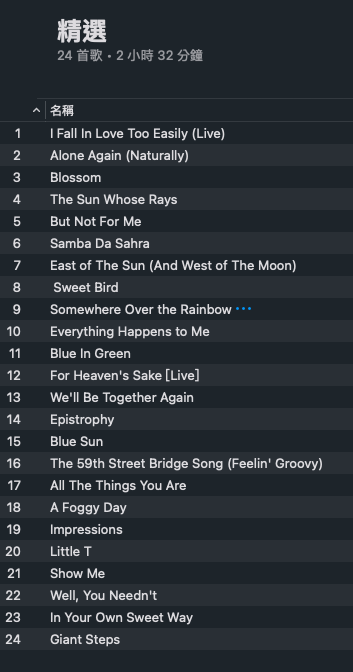 精選
24 首歌・2 小時 32 分鐘
名稱
1 I Fall In Love Too Easily (Live)
2 Alone Again (Naturally)
3 Blossom
4 The Sun Whose Rays
5 But Not For Me
6 Samba Da Sahra
7 East of The Sun (And West of The Moon)
8 Sweet Bird
9 Somewhere Over the Rainbow ···
10 Everything Happens to Me
11 Blue In Green
12 For Heaven's Sake [Live]
13 We'll Be Together Again
14 Epistrophy
15 Blue Sun
16 The 59th Street Bridge Song (Feelin' Groovy)
17 All The Things You Are
18 A Foggy Day
19 Impressions
20 Little T
21 Show Me
22 Well, You Needn't
23 In Your Own Sweet Way
24 Giant Steps